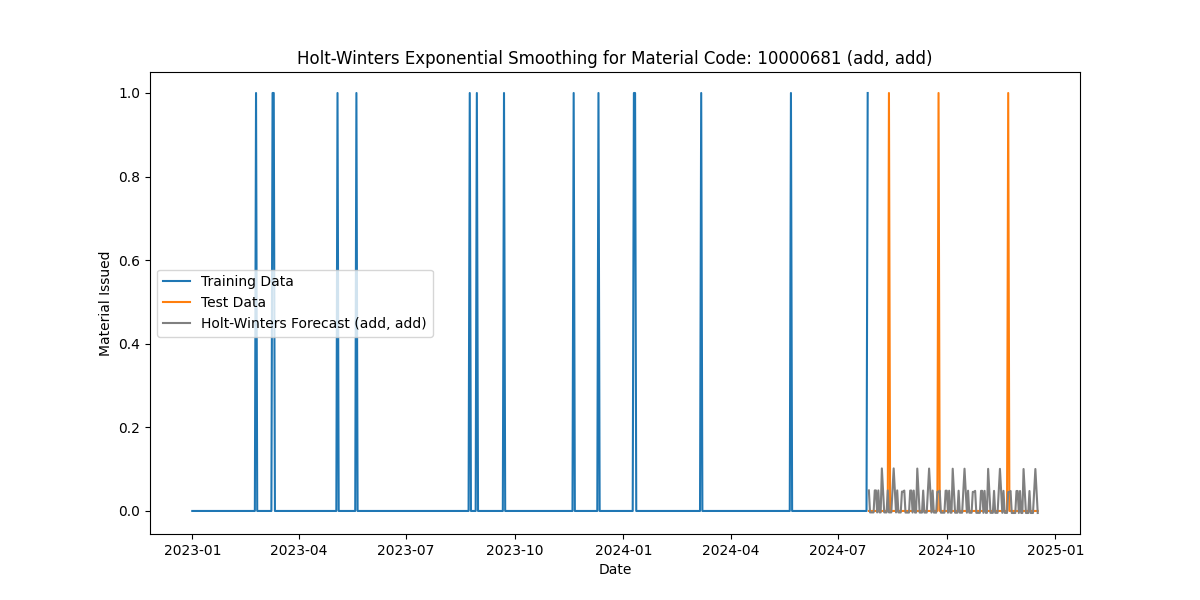 Holt-Winters Exponential Smoothing for Material Code: 10000681 (add, add)
Material Issued
1.0
0.8
0.6
0.4
0.2
0.0
Training Data
Test Data
Holt-Winters Forecast (add, add)
2023-01 2023-04 2023-07 2023-10 2024-01 2024-04 2024-07 2024-10 2025-01
Date